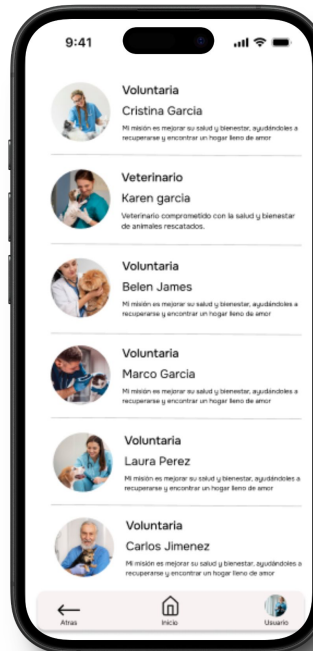 9:41
Voluntaria
Cristina Garcia
Mi misión es mejorar su salud y bienestar, ayudándoles a
recuperarse y encontrar un hogar lleno de amor
Veterinario
Karen garcia
Veterinario comprometido con la salud y bienestar
de animales rescatados.
Voluntaria
Belen James
Mi misión es mejorar su salud y bienestar, ayudándoles a
recuperarse y encontrar un hogar lleno de amor
Voluntaria
Marco Garcia
Mi misión es mejorar su salud y bienestar, ayudándoles a
recuperarse y encontrar un hogar lleno de amor
Voluntaria
Laura Perez
Mi misión es mejorar su salud y bienestar, ayudándoles a
recuperarse y encontrar un hogar lleno de amor
Voluntaria
Carlos Jimenez
Mi misión es mejorar su salud y bienestar, ayudándoles a
recuperarse y encontrar un hogar lleno de amor
Atras Inicio Usuario